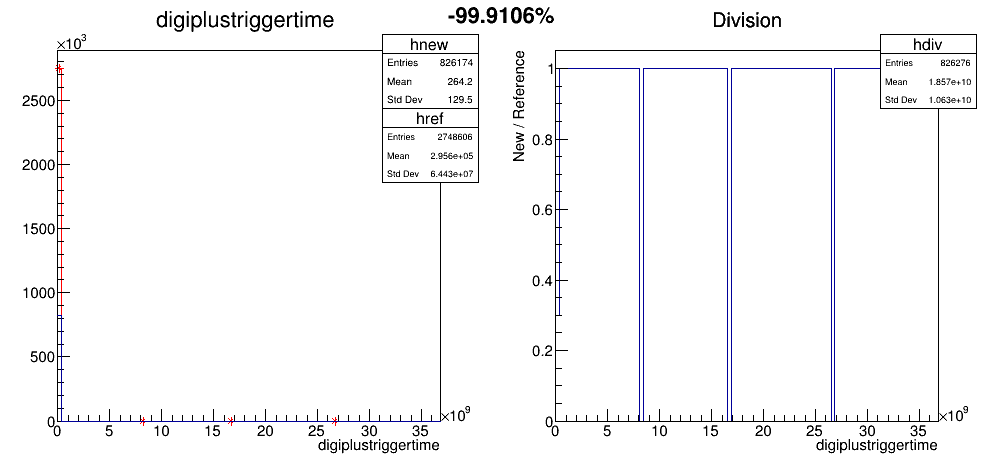 digiplustriggertime
-99.9106%
Division
×10³
hnew
Entries 826174
Mean 264.2
Std Dev 129.5
href
Entries 2748606
Mean 2.956e+05
Std Dev 6.443e+07
2500
2000
1500
1000
500
0
0 5 10 15 20 25 30 35
×10⁹
digiplustriggertime
hdiv
Entries 826276
Mean 1.857e+10
Std Dev 1.063e+10
New / Reference
1
0.8
0.6
0.4
0.2
0
0 5 10 15 20 25 30 35
×10⁹
digiplustriggertime